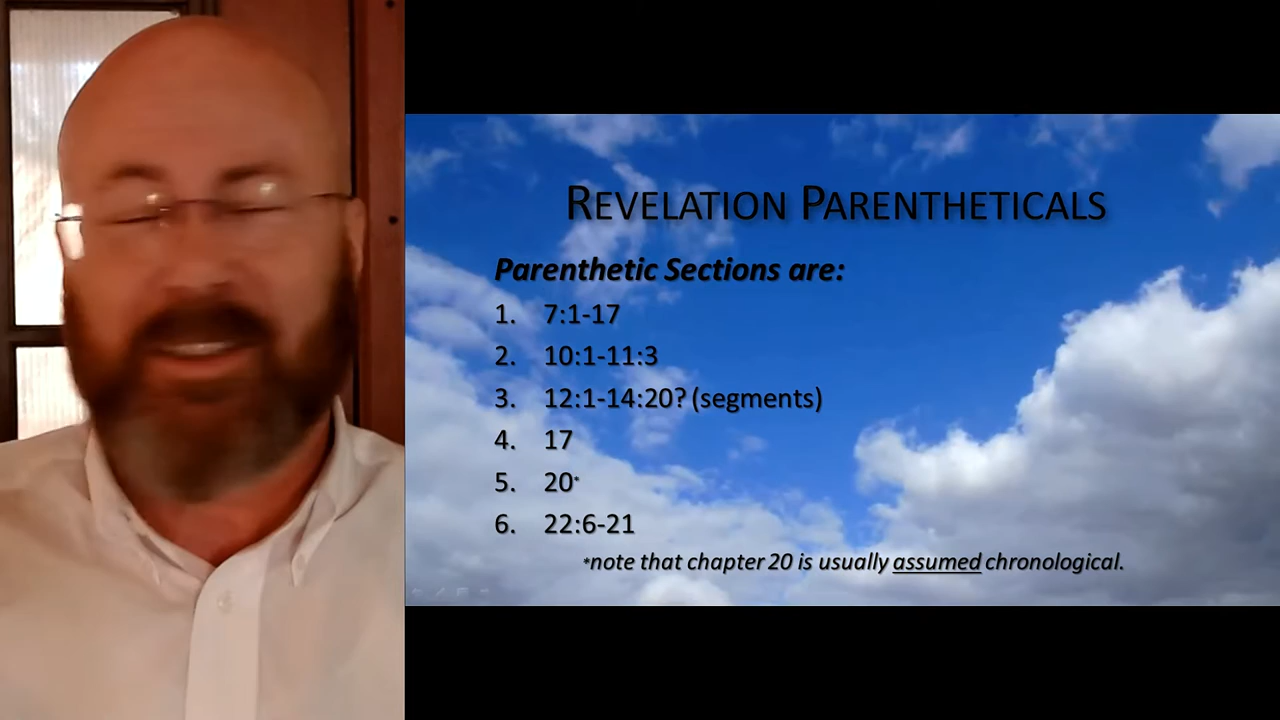 REVELATION PARENTHETICALS
Parenthetic Sections are:
1. 7:1-17
2. 10:1-11:3
3. 12:1-14:20? (segments)
4. 17
5. 20*
6. 22:6-21
*note that chapter 20 is usually assumed chronological.